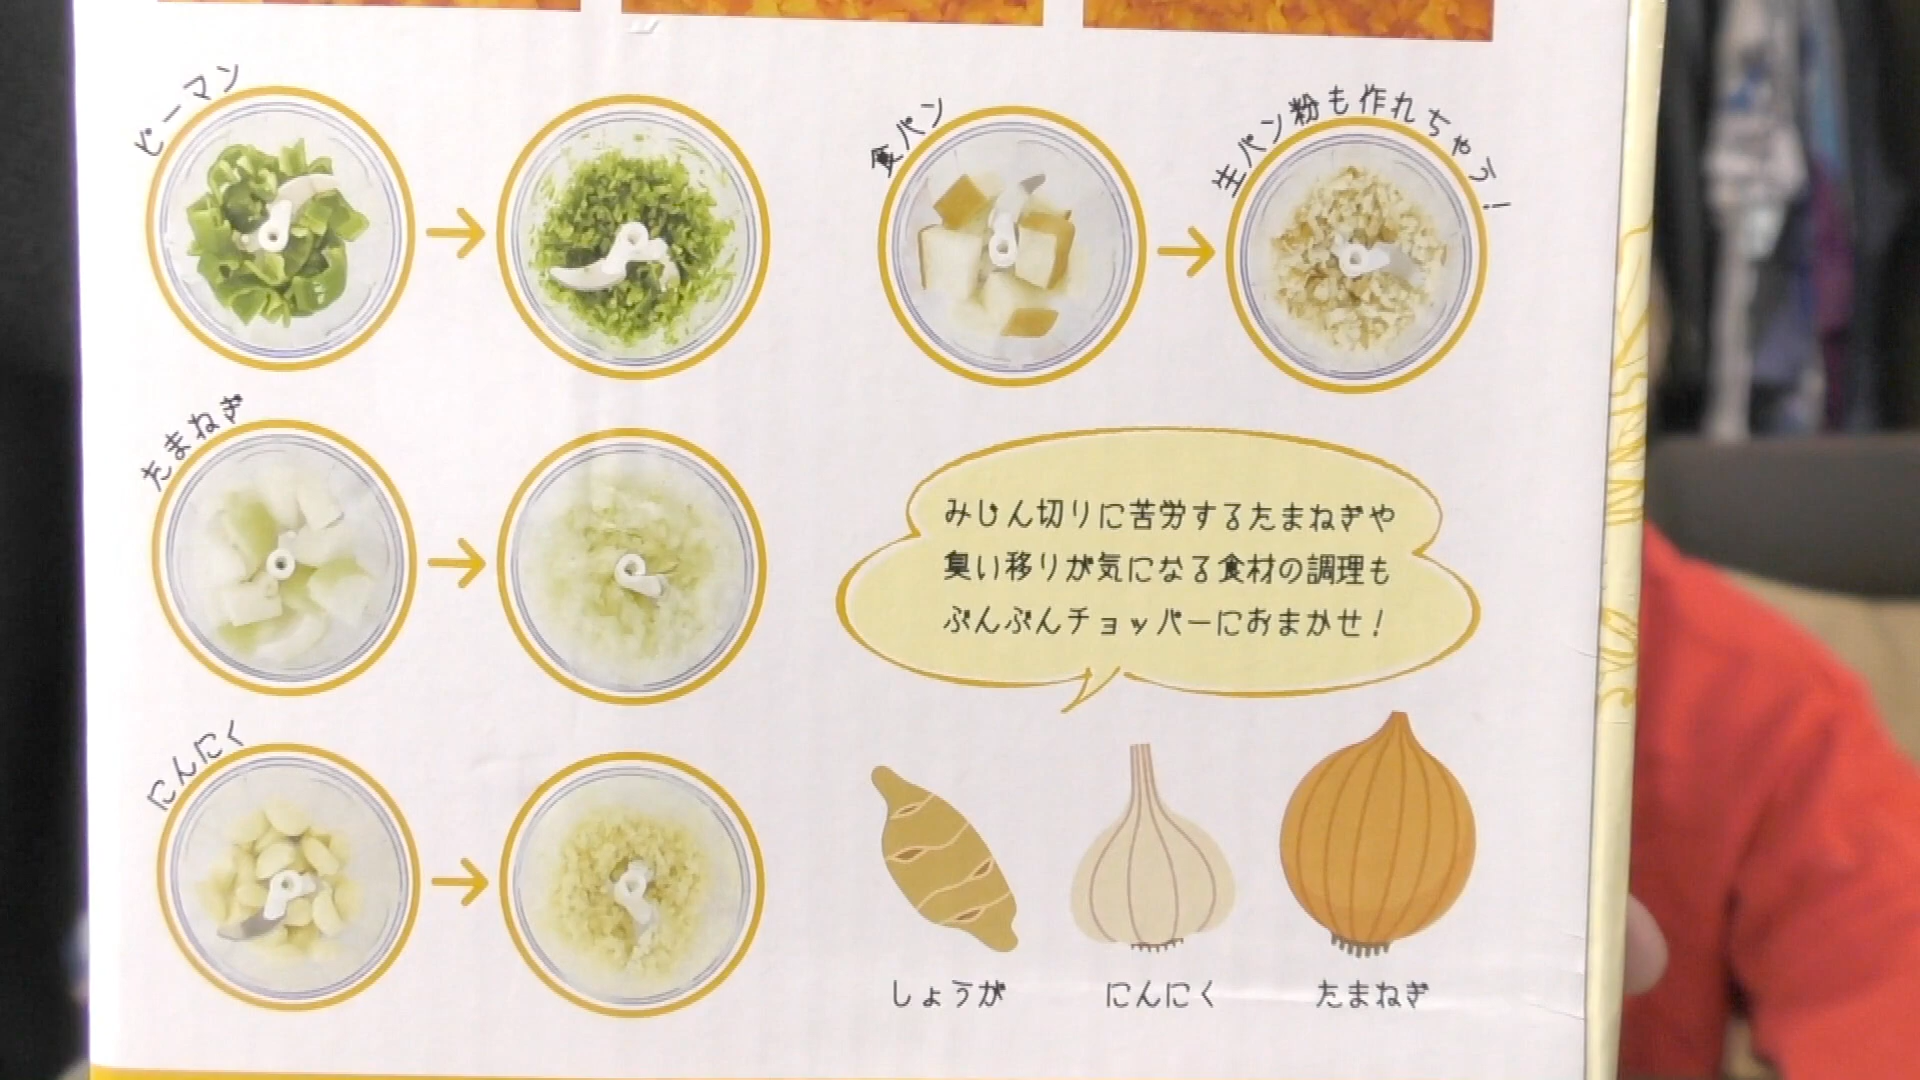 ピーマン
食パン
生パン粉も作れちゃう!
たまねぎ
みじん切りに苦労するたまねぎや
臭い移りが気になる食材の調理も
ぶんぶんチョッパーにおまかせ!
にんにく
しょうが
にんにく
たまねぎ